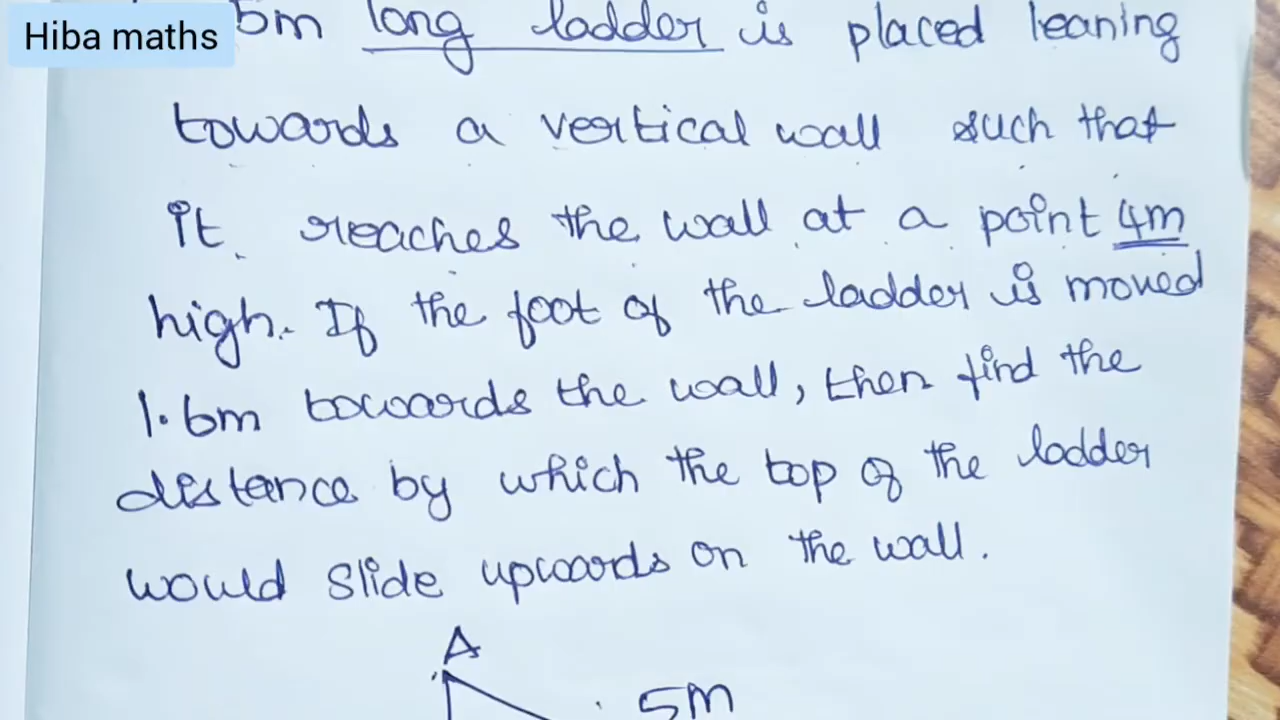 Hiba maths
5m long ladder is placed leaning
towards a vertical wall such that
it reaches the wall at a point 4m
high. If the foot of the ladder is moved
1.6m towards the wall, then find the
distance by which the top of the ladder
would slide upwards on the wall.
A
5m